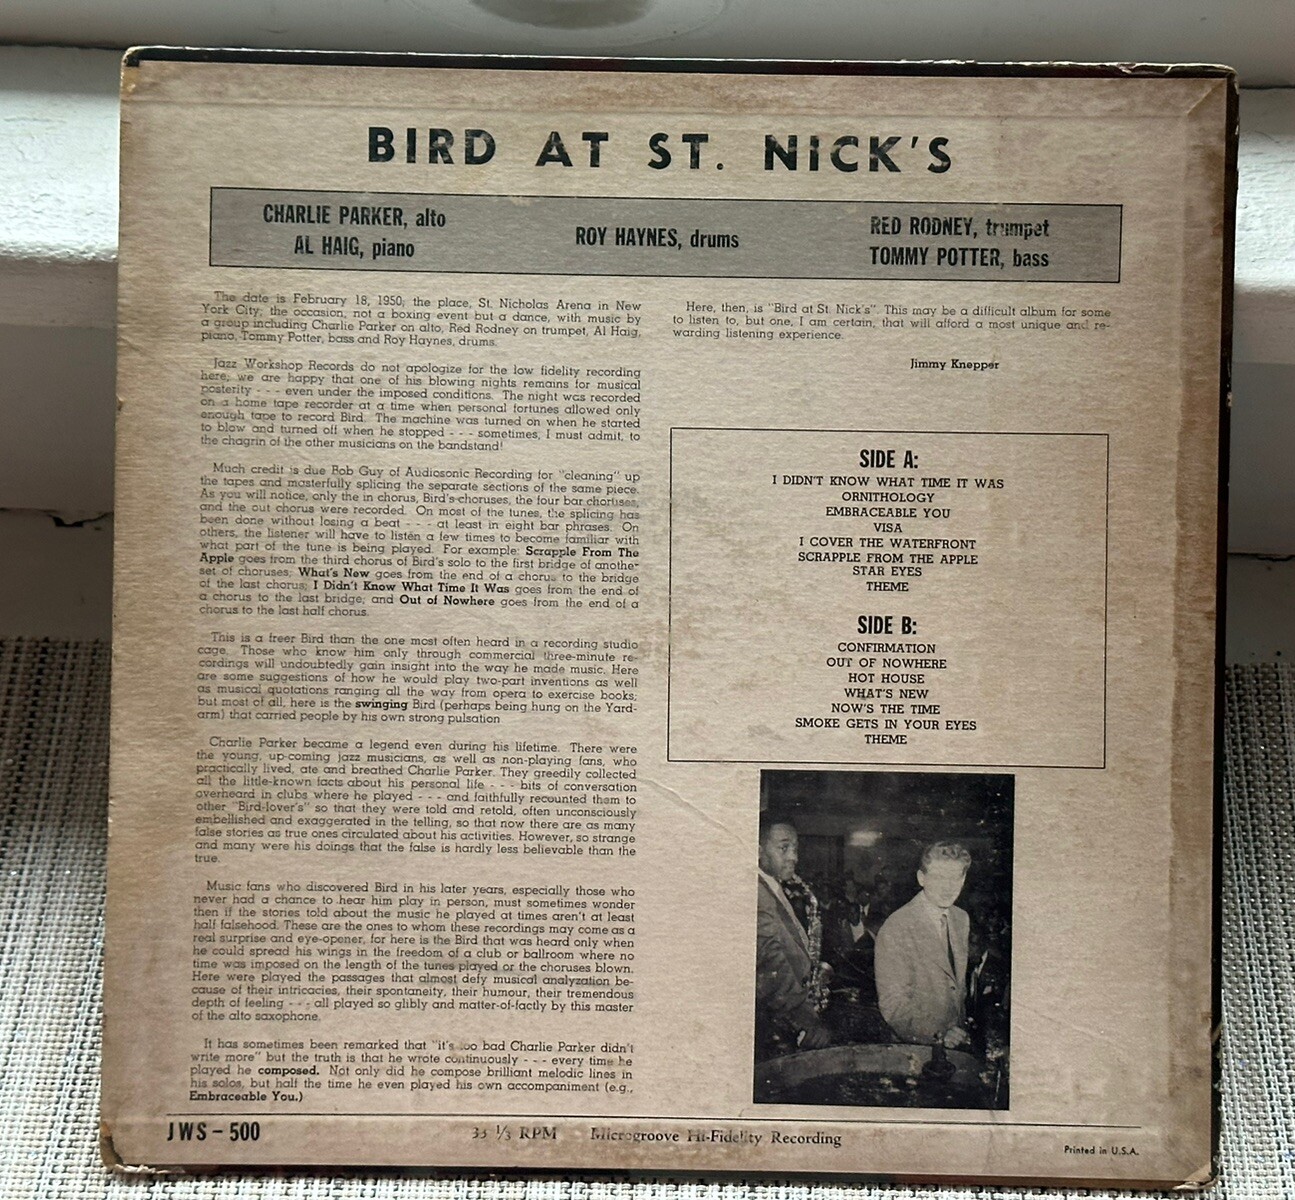 BIRD AT ST. NICK'S
CHARLIE PARKER, alto
AL HAIG, piano
ROY HAYNES, drums
RED RODNEY, trumpet
TOMMY POTTER, bass
The date is February 18, 1950; the place, St. Nicholas Arena in New
York City; the occasion, not a boxing event but a dance, with music by
a group including Charlie Parker on alto, Red Rodney on trumpet, Al Haig,
piano, Tommy Potter, bass and Roy Haynes, drums.
Jazz Workshop Records do not apologize for the low fidelity recording
here; we are happy that one of his blowing nights remains for musical
posterity - - - even under the imposed conditions. The night was recorded
on a home tape recorder at a time when personal fortunes allowed only
enough tape to record Bird. The machine was turned on when he started
to blow and turned off when he stopped - - - sometimes, I must admit, to
the chagrin of the other musicians on the bandstand!
Much credit is due Bob Guy of Audiosonic Recording for "cleaning" up
the tapes and masterfully splicing the separate sections of the same piece.
As you will notice, only the in chorus, Bird's choruses, the four bar choruses,
and the out chorus were recorded. On most of the tunes, the splicing has
been done without losing a beat - - - at least in eight bar phrases. On
others, the listener will have to listen a few times to become familiar with
what part of the tune is being played. For example: Scrapple From The
Apple goes from the third chorus of Bird's solo to the first bridge of another
set of choruses; What's New goes from the end of a chorus to the bridge
of the last chorus; I Didn't Know What Time It Was goes from the end of
a chorus to the last bridge; and Out of Nowhere goes from the end of a
chorus to the last half chorus.
This is a freer Bird than the one most often heard in a recording studio
cage. Those who know him only through commercial three-minute re-
cordings will undoubtedly gain insight into the way he made music. Here
are some suggestions of how he would play two-part inventions as well
as musical quotations ranging all the way from opera to exercise books;
but most of all, here is the swinging Bird (perhaps being hung on the Yard-
arm) that carried people by his own strong pulsation
Charlie Parker became a legend even during his lifetime. There were
the young, up-coming jazz musicians, as well as non-playing fans, who
practically lived, ate and breathed Charlie Parker. They greedily collected
all the little-known facts about his personal life - - - bits of conversation
overheard in clubs where he played - - - and faithfully recounted them to
other "Bird-lover's" so that they were told and retold, often unconsciously
embellished and exaggerated in the telling, so that now there are as many
false stories as true ones circulated about his activities. However, so strange
and many were his doings that the false is hardly less believable than the
true.
Music fans who discovered Bird in his later years, especially those who
never had a chance to hear him play in person, must sometimes wonder
then if the stories told about the music he played at times aren't at least
half falsehood. These are the ones to whom these recordings may come as a
real surprise and eye-opener, for here is the Bird that was heard only when
he could spread his wings in the freedom of a club or ballroom where no
time was imposed on the length of the tunes played or the choruses blown.
Here were played the passages that almost defy musical analyzation be-
cause of their intricacies, their spontaneity, their humour, their tremendous
depth of feeling - - - all played so glibly and matter-of-factly by this master
of the alto saxophone.
It has sometimes been remarked that "it's too bad Charlie Parker didn't
write more" but the truth is that he wrote continuously - - - every time he
played he composed. Not only did he compose brilliant melodic lines in
his solos, but half the time he even played his own accompaniment (e.g.,
Embraceable You.)
Here, then, is "Bird at St. Nick's". This may be a difficult album for some
to listen to, but one, I am certain, that will afford a most unique and re-
warding listening experience.
Jimmy Knepper
SIDE A:
I DIDN'T KNOW WHAT TIME IT WAS
ORNITHOLOGY
EMBRACEABLE YOU
VISA
I COVER THE WATERFRONT
SCRAPPLE FROM THE APPLE
STAR EYES
THEME
SIDE B:
CONFIRMATION
OUT OF NOWHERE
HOT HOUSE
WHAT'S NEW
NOW'S THE TIME
SMOKE GETS IN YOUR EYES
THEME
JWS - 500
33 1/3 RPM Microgroove Hi-Fidelity Recording
Printed in U.S.A.